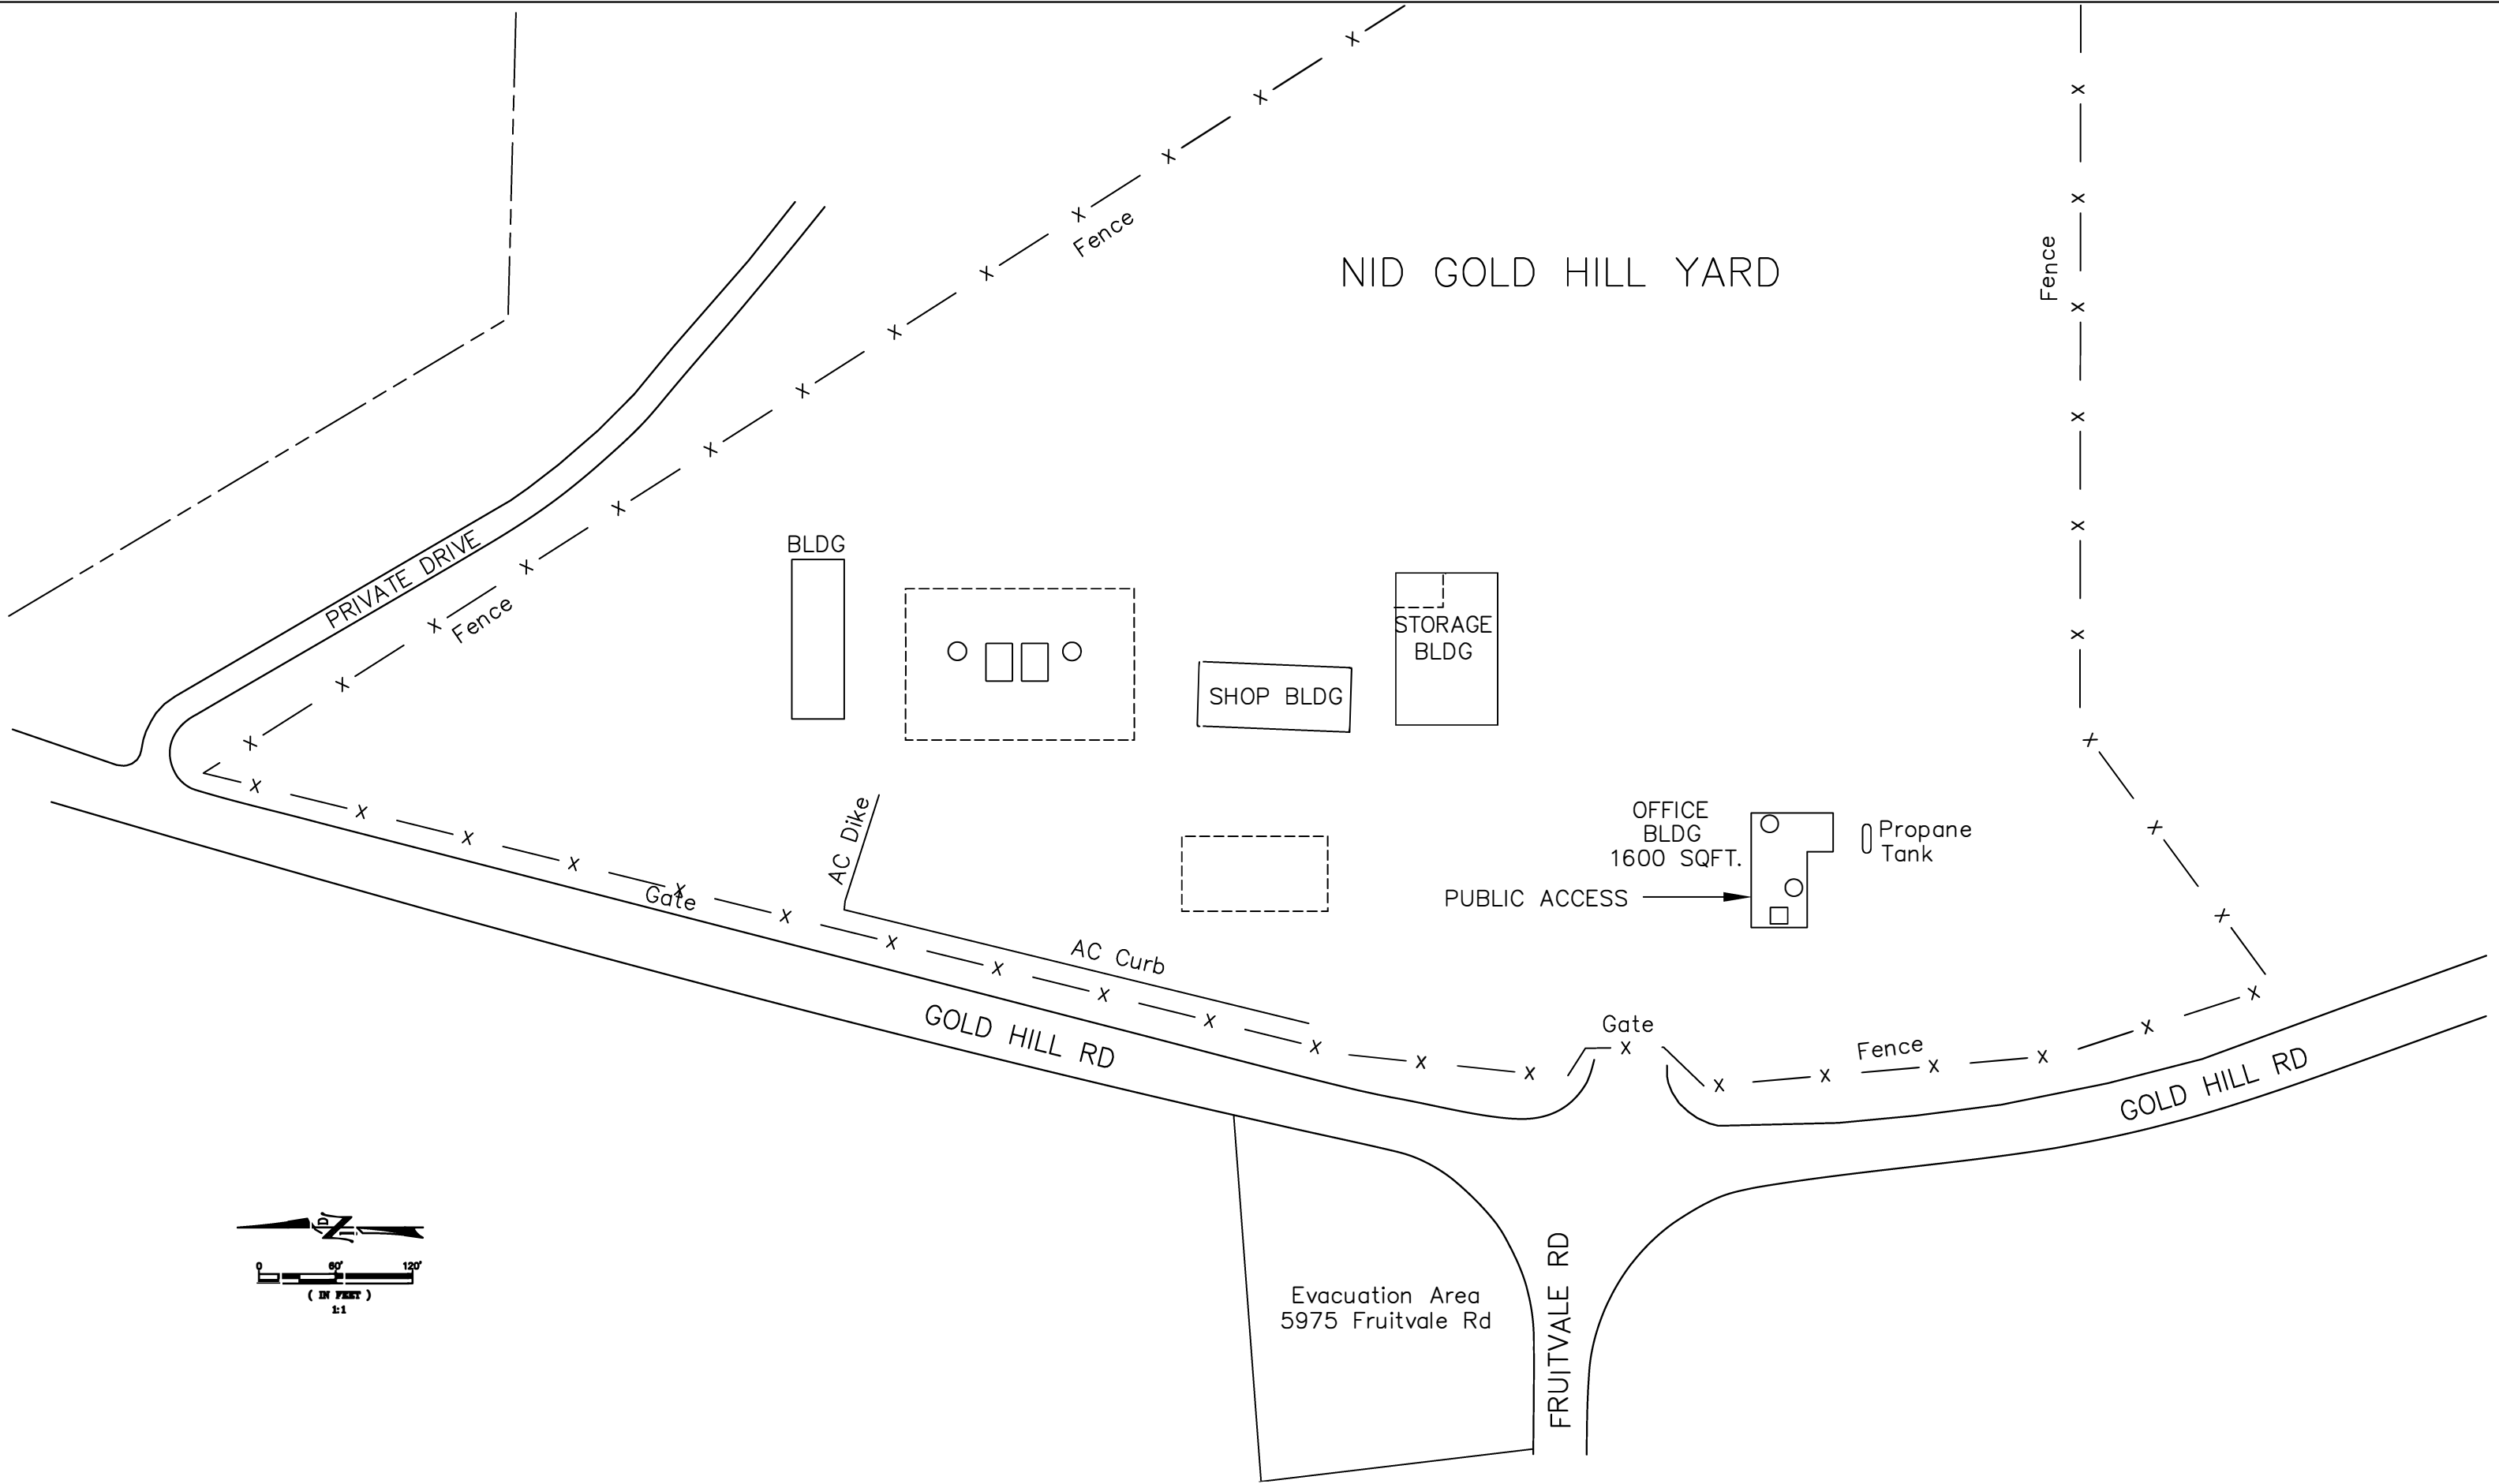 NID GOLD HILL YARD
Fence
Fence
PRIVATE DRIVE
Fence
BLDG
STORAGE
BLDG
SHOP BLDG
AC Dike
Gate
OFFICE
BLDG
1600 SQFT.
Propane
Tank
PUBLIC ACCESS
AC Curb
GOLD HILL RD
Gate
Fence
GOLD HILL RD
FRUITVALE RD
Evacuation Area
5975 Fruitvale Rd
0 60' 120'
( IN FEET )
1:1